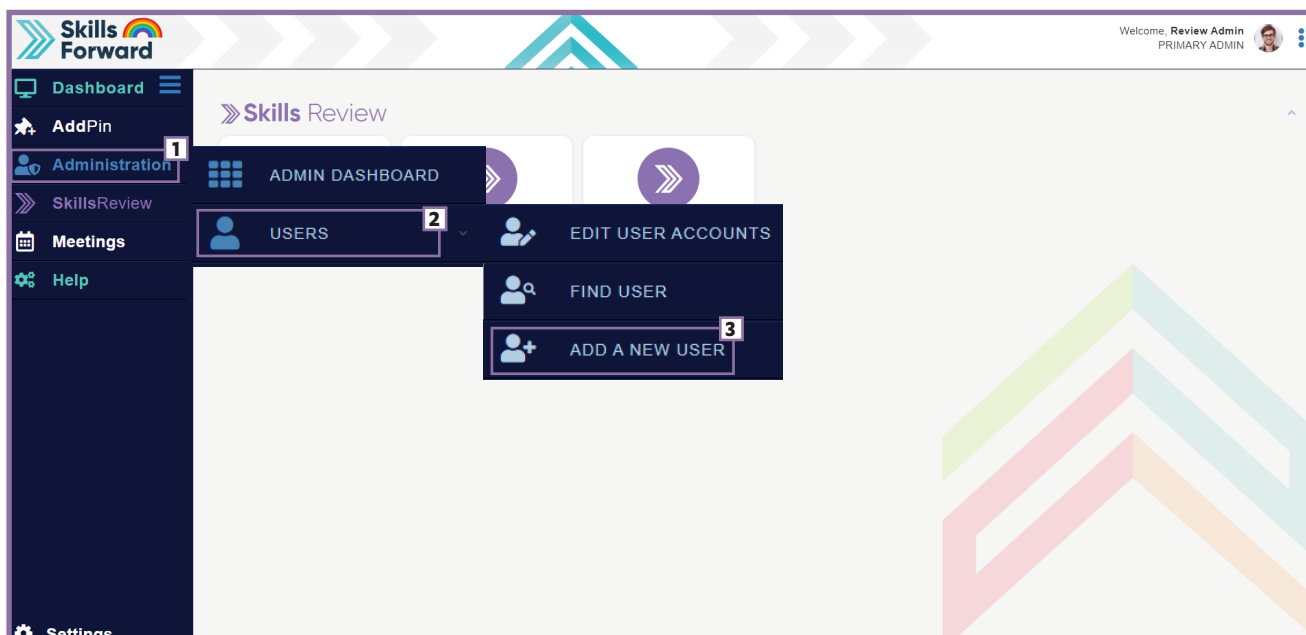 Skills
Forward
Welcome, Review Admin
PRIMARY ADMIN
Dashboard
AddPin
Administration
1
SkillsReview
Meetings
Help
Settings
Skills Review
ADMIN DASHBOARD
USERS
2
EDIT USER ACCOUNTS
FIND USER
ADD A NEW USER
3